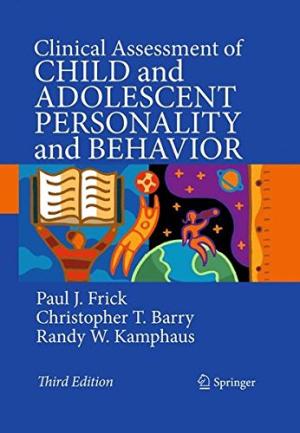 Clinical Assessment of
CHILD and
ADOLESCENT
PERSONALITY
and BEHAVIOR
Paul J. Frick
Christopher T. Barry
Randy W. Kamphaus
Third Edition
Springer